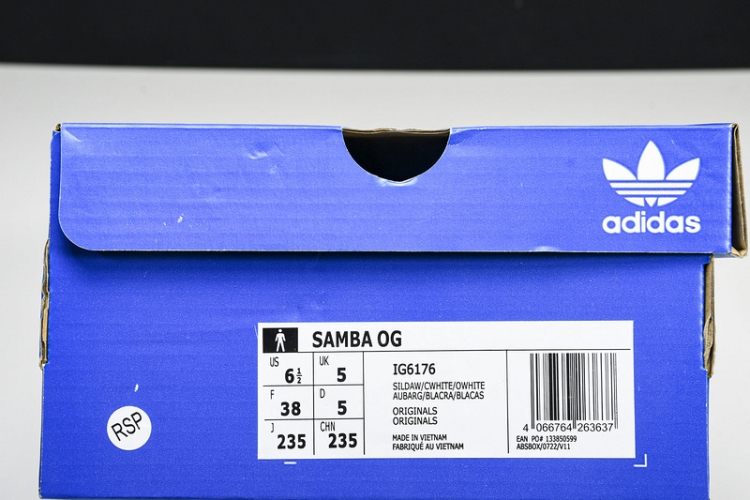 adidas
SAMBA OG
US 6½ UK 5
F 38 D 5
J 235 CHN 235
IG6176
SILDAW/CWHITE/OWHITE
AUBARG/BLACRA/BLACAS
ORIGINALS
ORIGINALS
MADE IN VIETNAM
FABRIQUÉ AU VIETNAM
4 066764 263637
EAN PO# 133850599
ABSBOX/0722/V11
RSP